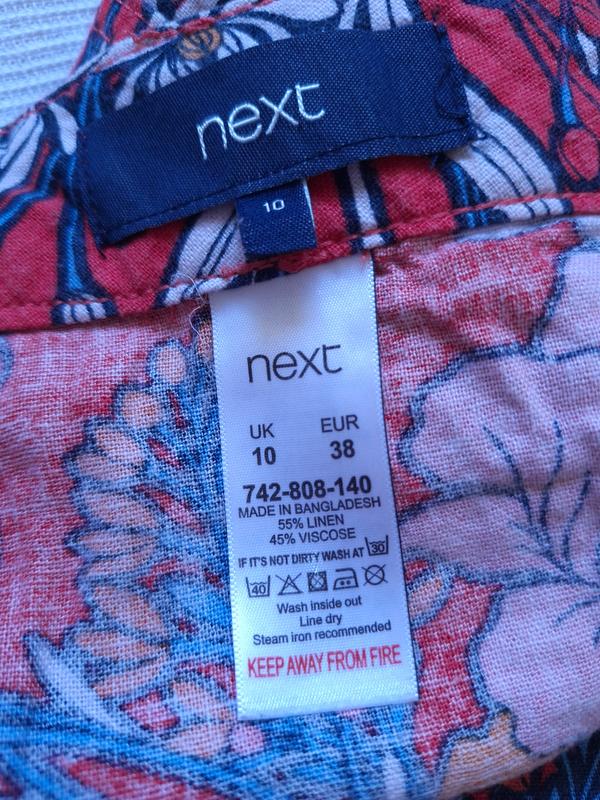 next
10
next
UK EUR
10 38
742-808-140
MADE IN BANGLADESH
55% LINEN
45% VISCOSE
IF IT'S NOT DIRTY WASH AT 30
40
Wash inside out
Line dry
Steam iron recommended
KEEP AWAY FROM FIRE